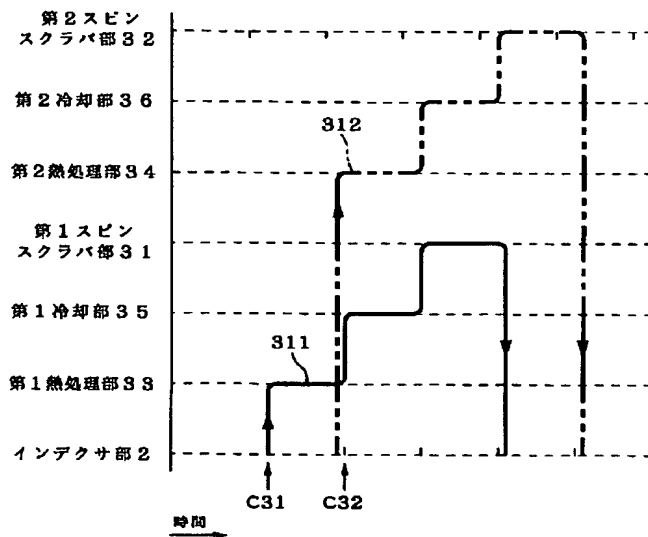 第2スピン
スクラバ部32
第2冷却部36
312
第2熱処理部34
第1スピン
スクラバ部31
第1冷却部35
311
第1熱処理部33
インデクサ部2
C31
C32
時間